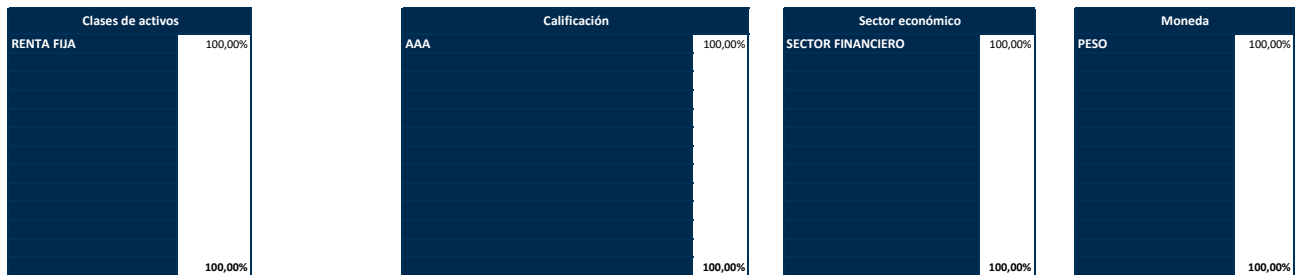 Clases de activos
RENTA FIJA 100,00%
100,00%
Calificación
AAA 100,00%
100,00%
Sector económico
SECTOR FINANCIERO 100,00%
100,00%
Moneda
PESO 100,00%
100,00%